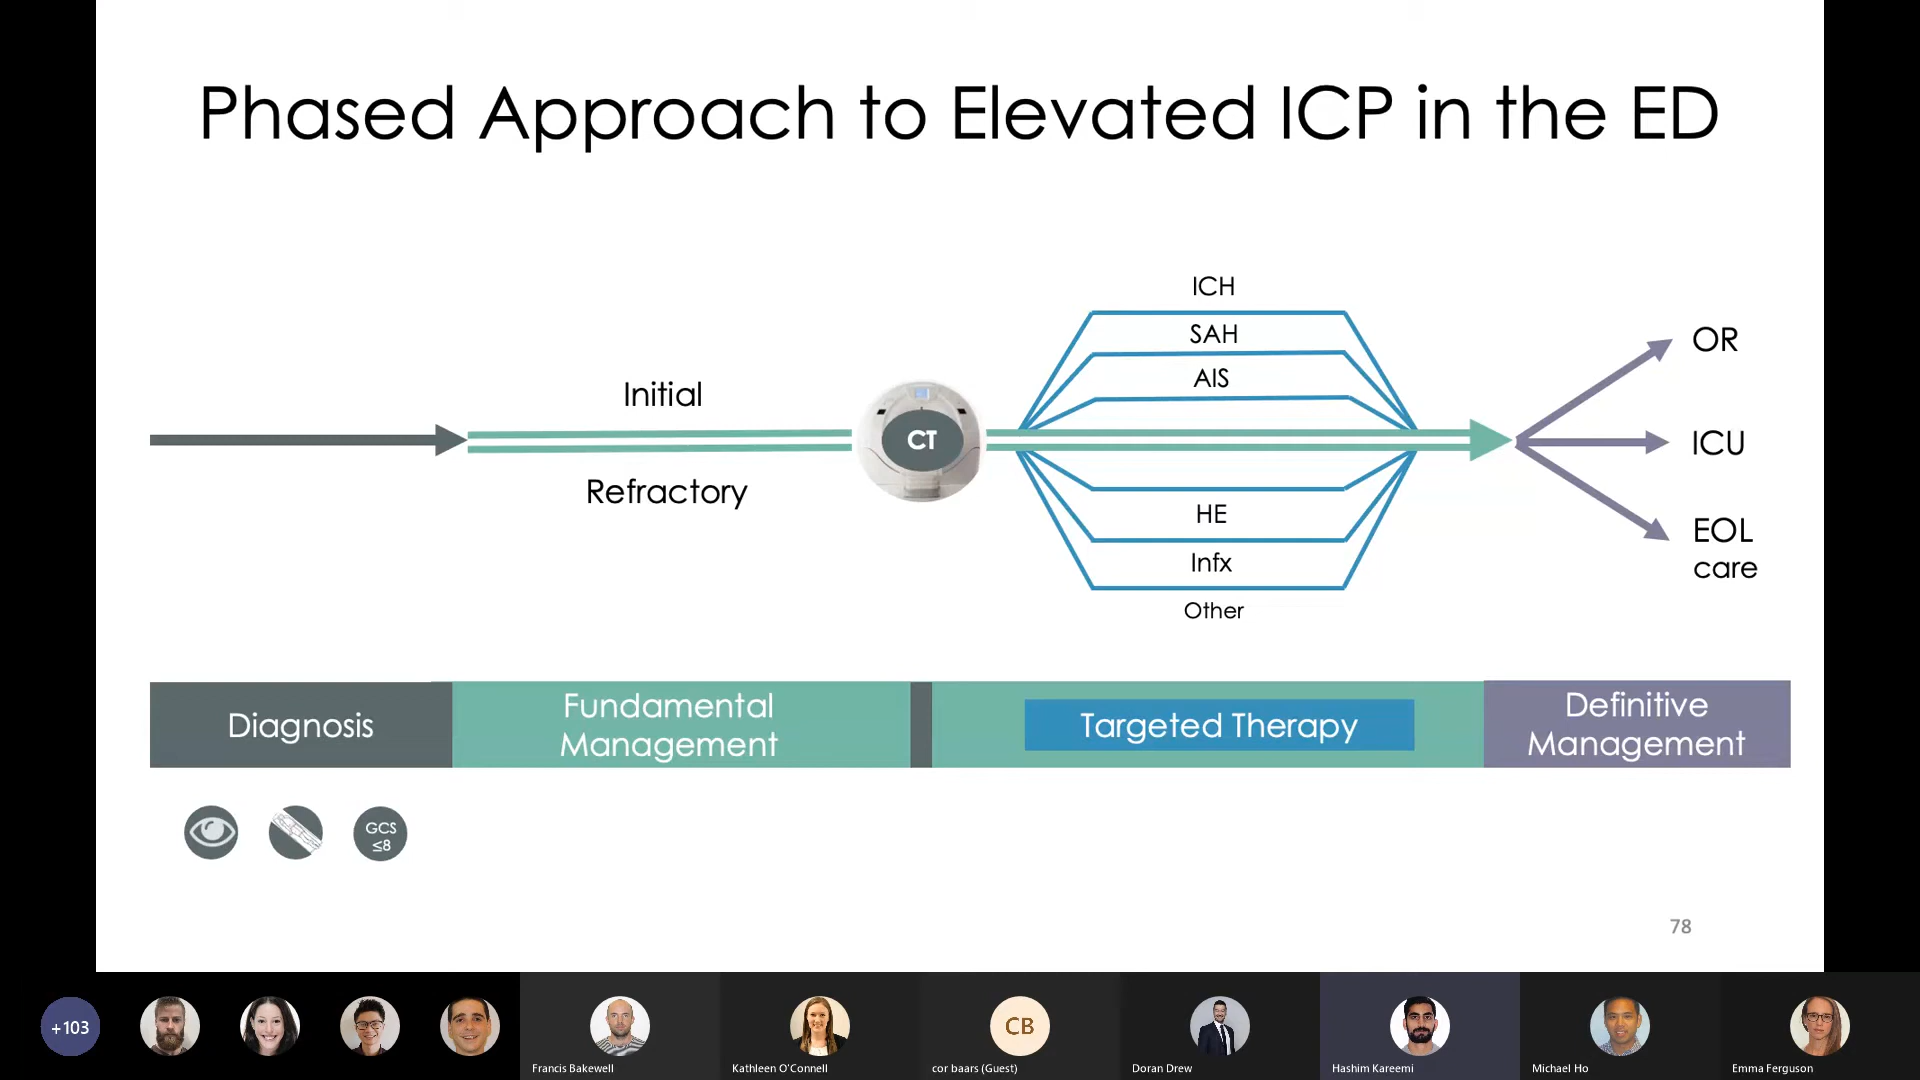 Phased Approach to Elevated ICP in the ED
ICH
SAH
AIS
Initial
CT
Refractory
HE
Infx
Other
OR
ICU
EOL
care
Diagnosis
Fundamental
Management
Targeted Therapy
Definitive
Management
GCS
≤8
78
+103
Francis Bakewell
Kathleen O'Connell
CB
cor baars (Guest)
Doran Drew
Hashim Kareemi
Michael Ho
Emma Ferguson